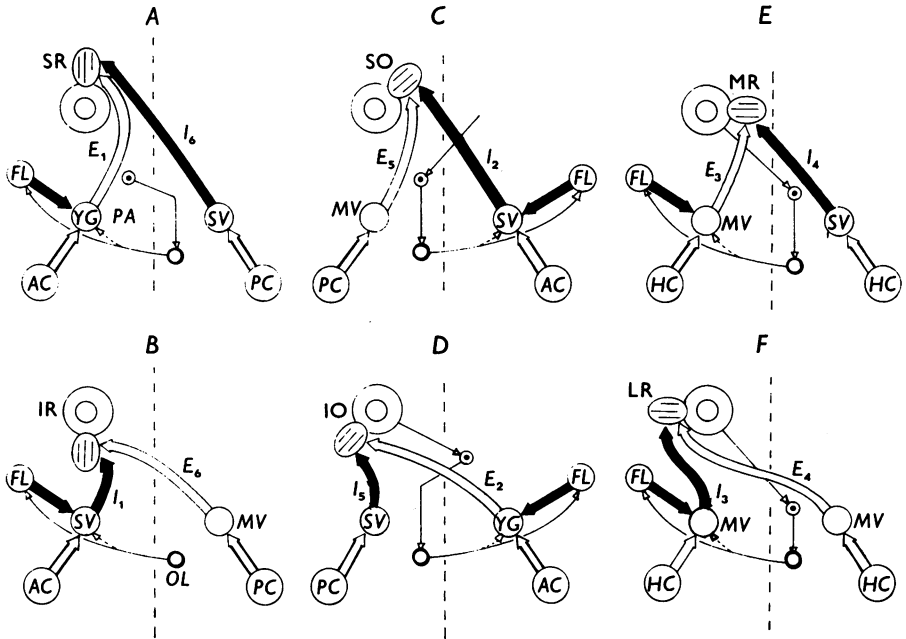 A
SR
I₆
E₁
FL
YG
PA
SV
AC
PC
C
SO
E₅
I₂
FL
MV
SV
PC
AC
E
MR
E₃
I₄
FL
MV
SV
HC
HC
B
IR
E₆
FL
I₁
SV
MV
OL
AC
PC
D
IO
E₂
I₅
FL
SV
YG
PC
AC
F
LR
E₄
FL
I₃
MV
MV
HC
HC